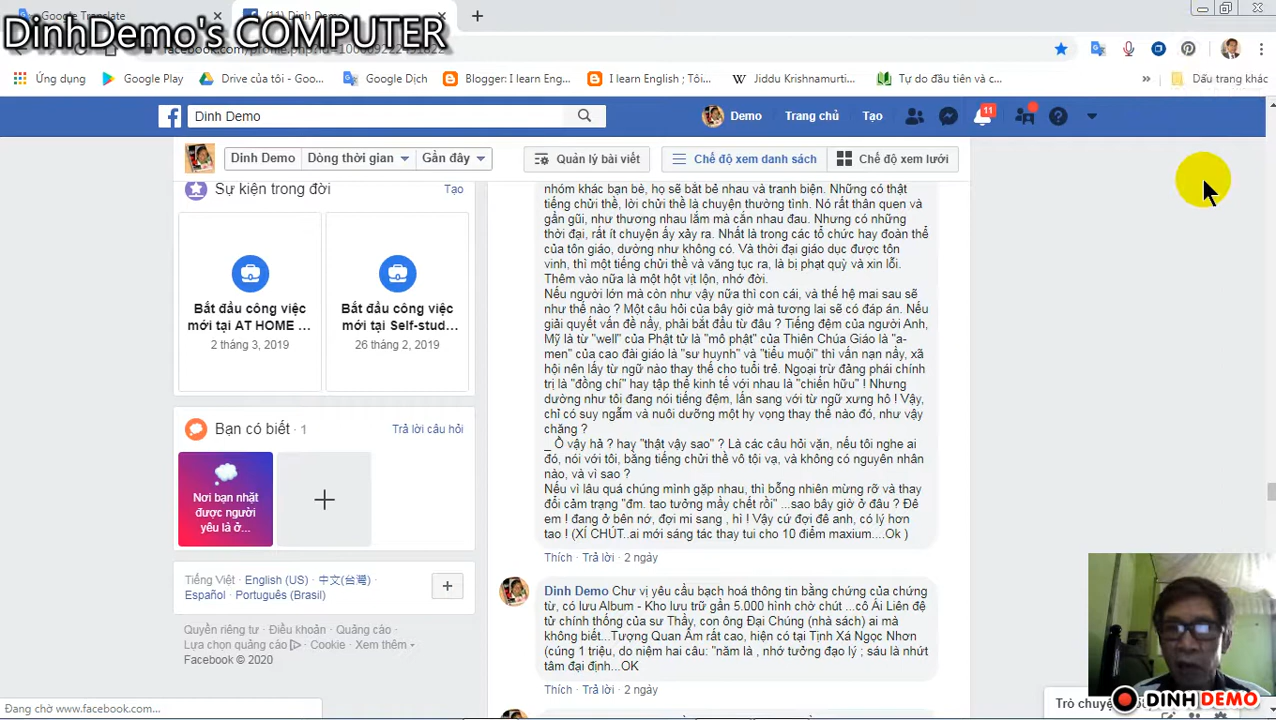 Google Translate
(11) Dinh Demo
DinhDemo's COMPUTER
Ứng dụng
Google Play
Drive của tôi - Goo...
Google Dịch
Blogger: I learn Eng...
I learn English ; Tôi...
Jiddu Krishnamurti...
Tự do đầu tiên và c...
»
Dấu trang khác
Dinh Demo
Demo
Trang chủ
Tạo
11
Dinh Demo
Dòng thời gian
Gần đây
Quản lý bài viết
Chế độ xem danh sách
Chế độ xem lưới
Sự kiện trong đời
Tạo
Bắt đầu công việc
mới tại AT HOME ...
2 tháng 3, 2019
Bắt đầu công việc
mới tại Self-stud...
26 tháng 2, 2019
Bạn có biết · 1
Trả lời câu hỏi
Nơi bạn nhặt
được người
yêu là ở...
Tiếng Việt · English (US) · 中文(台灣) ·
Español · Português (Brasil)
Quyền riêng tư · Điều khoản · Quảng cáo ·
Lựa chọn quảng cáo · Cookie · Xem thêm
Facebook © 2020
nhóm khác bạn bè, họ sẽ bắt bẻ nhau và tranh biện. Những có thật
tiếng chửi thề, lời chửi thề là chuyện thường tình. Nó rất thân quen và
gần gũi, như thương nhau lắm mà cắn nhau đau. Nhưng có những
thời đại, rất ít chuyện ấy xảy ra. Nhất là trong các tổ chức hay đoàn thể
của tôn giáo, dường như không có. Và thời đại giáo dục được tôn
vinh, thì một tiếng chửi thề và văng tục ra, là bị phạt quỳ và xin lỗi.
Thêm vào nữa là một hột vịt lộn, nhớ đời.
Nếu người lớn mà còn như vậy nữa thì con cái, và thế hệ mai sau sẽ
như thế nào ? Một câu hỏi của bây giờ mà tương lai sẽ có đáp án. Nếu
giải quyết vấn đề nầy, phải bắt đầu từ đâu ? Tiếng đệm của người Anh,
Mỹ là từ "well" của Phật tử là "mô phật" của Thiên Chúa Giáo là "a-
men" của cao đài giáo là "sư huynh" và "tiểu muội" thì vấn nạn nầy, xã
hội nên lấy từ ngữ nào thay thế cho tuổi trẻ. Ngoại trừ đảng phái chính
trị là "đồng chí" hay tập thể kinh tế với nhau là "chiến hữu" ! Nhưng
dường như tôi đang nói tiếng đệm, lấn sang với từ ngữ xưng hô ! Vậy,
chỉ có suy ngẫm và nuôi dưỡng một hy vọng thay thế nào đó, như vậy
chăng ?
_ Ồ vậy hả ? hay "thật vậy sao" ? Là các câu hỏi vặn, nếu tôi nghe ai
đó, nói với tôi, bằng tiếng chửi thề vô tội vạ, và không có nguyên nhân
nào, và vì sao ?
Nếu vì lâu quá chúng mình gặp nhau, thì bỗng nhiên mừng rỡ và thay
đổi cảm trạng "đm. tao tưởng mầy chết rồi" ...sao bây giờ ở đâu ? Đê
em ! đang ở bên nớ, đợi mi sang , hi ! Vậy cứ đợi đê anh, có lý hơn
tao ! (XÍ CHÚT..ai mới sáng tác thay tui cho 10 điểm maxium....Ok )
Thích · Trả lời · 2 ngày
Dinh Demo Chư vị yêu cầu bạch hoá thông tin bằng chứng của chứng
từ, có lưu Album - Kho lưu trữ gần 5.000 hình chờ chút ...cô Ái Liên đệ
tử chính thống của sư Thầy, con ông Đại Chúng (nhà sách) ai mà
không biết...Tượng Quan Âm rất cao, hiện có tại Tịnh Xá Ngọc Nhơn
(cúng 1 triệu, do niệm hai câu: "năm là , nhớ tưởng đạo lý ; sáu là nhứt
tâm đại định...OK
Thích · Trả lời · 2 ngày
Đang chờ www.facebook.com...
DINH DEMO